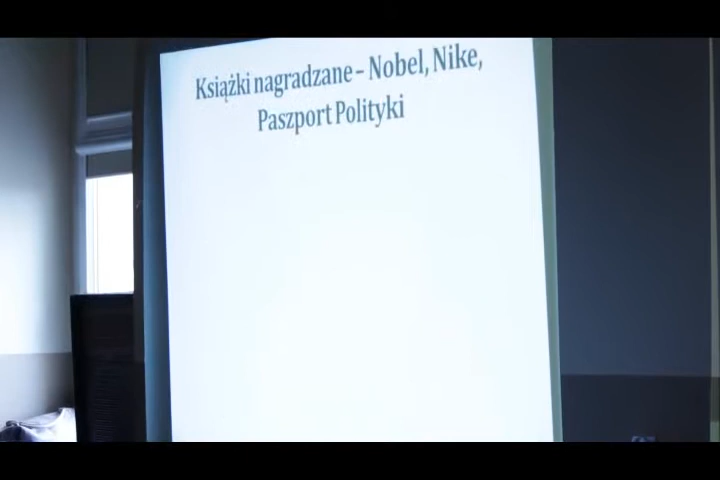 Książki nagradzane – Nobel, Nike,
Paszport Polityki